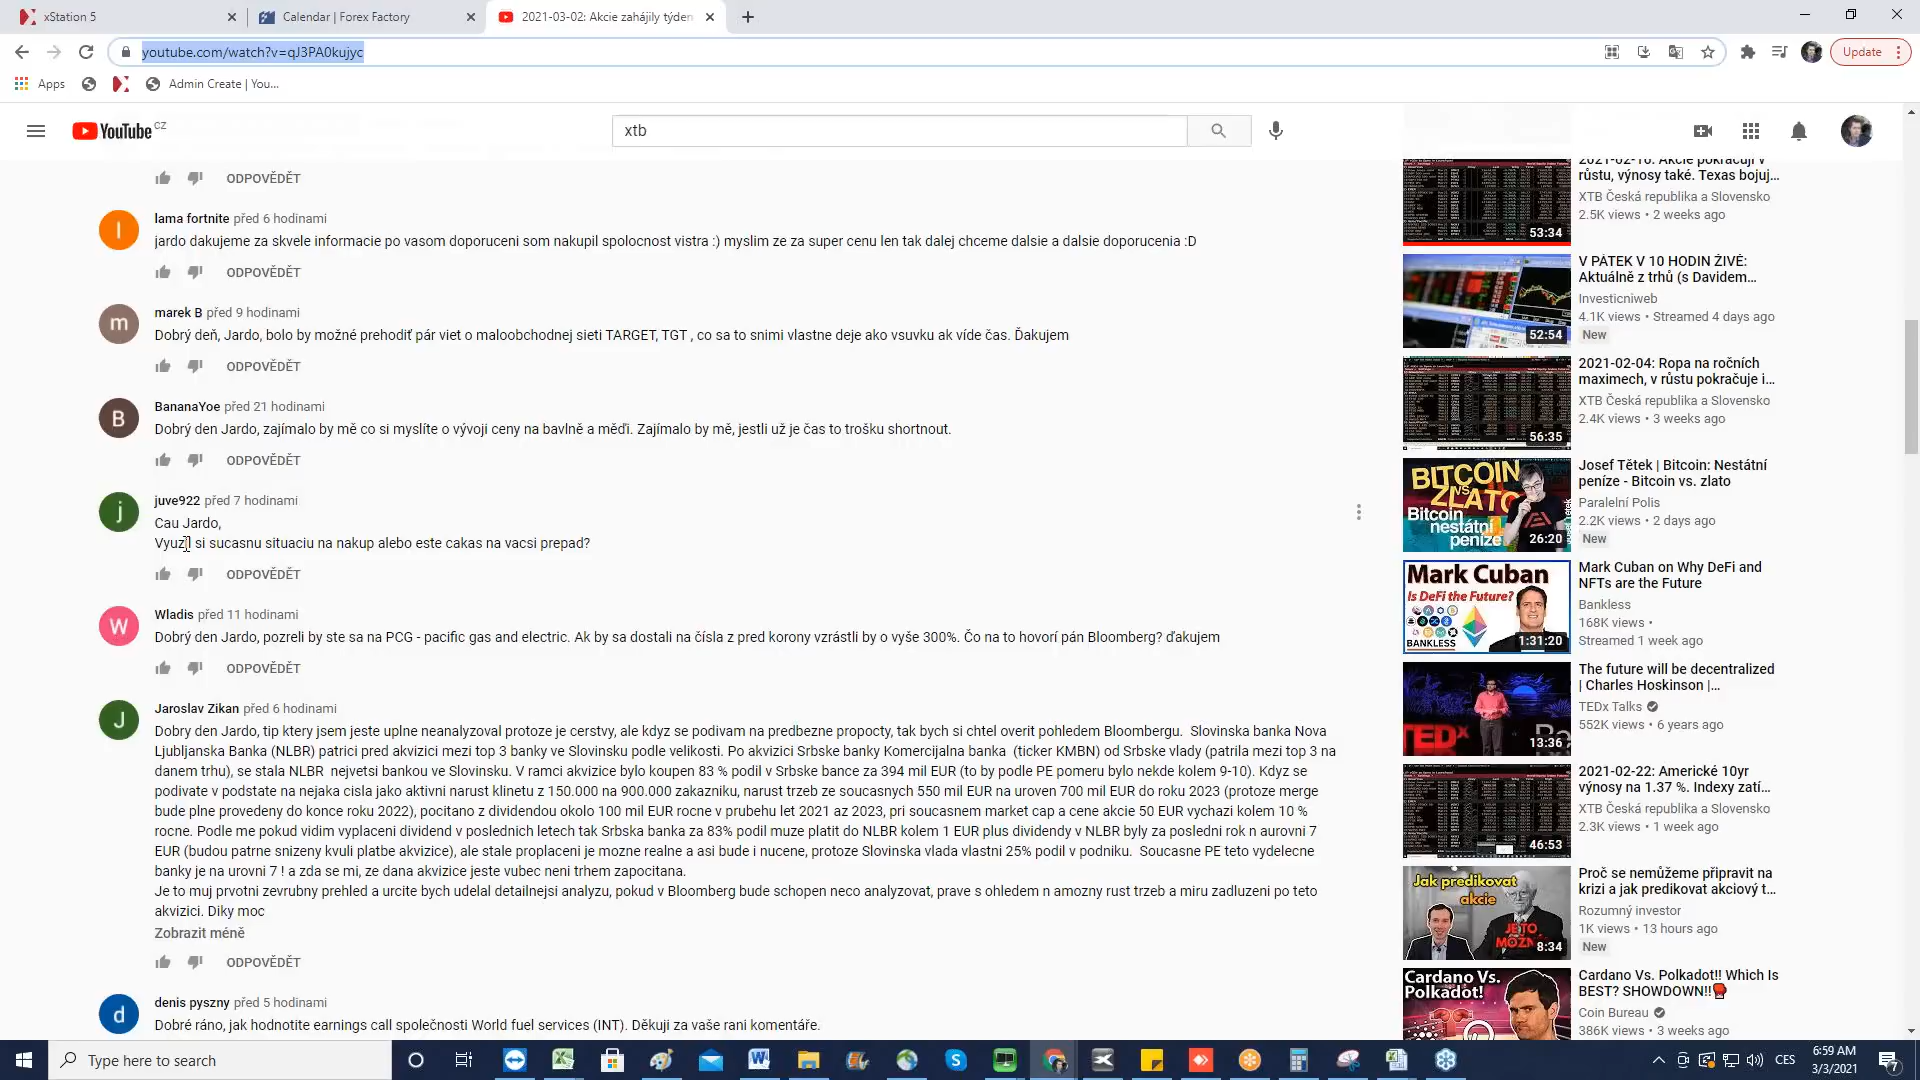 xStation 5
Calendar | Forex Factory
2021-03-02: Akcie zahájily týden
youtube.com/watch?v=qJ3PA0kujyc
Update
Apps
Admin Create | You...
YouTube CZ
xtb
ODPOVĚDĚT
lama fortnite před 6 hodinami
jardo dakujeme za skvele informacie po vasom doporuceni som nakupil spolocnost vistra :) myslim ze za super cenu len tak dalej chceme dalsie a dalsie doporucenia :D
ODPOVĚDĚT
m
marek B před 9 hodinami
Dobrý deň, Jardo, bolo by možné prehodiť pár viet o maloobchodnej sieti TARGET, TGT , co sa to snimi vlastne deje ako vsuvku ak víde čas. Ďakujem
ODPOVĚDĚT
B
BananaYoe před 21 hodinami
Dobrý den Jardo, zajímalo by mě co si myslíte o vývoji ceny na bavlně a mědi. Zajímalo by mě, jestli už je čas to trošku shortnout.
ODPOVĚDĚT
j
juve922 před 7 hodinami
Cau Jardo,
Vyuzil si sucasnu situaciu na nakup alebo este cakas na vacsi prepad?
ODPOVĚDĚT
W
Wladis před 11 hodinami
Dobrý den Jardo, pozreli by ste sa na PCG - pacific gas and electric. Ak by sa dostali na čísla z pred korony vzrástli by o vyše 300%. Čo na to hovorí pán Bloomberg? ďakujem
ODPOVĚDĚT
J
Jaroslav Zikan před 6 hodinami
Dobry den Jardo, tip ktery jsem jeste uplne neanalyzoval protoze je cerstvy, ale kdyz se podivam na predbezne propocty, tak bych si chtel overit pohledem Bloombergu. Slovinska banka Nova
Ljubljanska Banka (NLBR) patrici pred akvizici mezi top 3 banky ve Slovinsku podle velikosti. Po akvizici Srbske banky Komercijalna banka (ticker KMBN) od Srbske vlady (patrila mezi top 3 na
danem trhu), se stala NLBR nejvetsi bankou ve Slovinsku. V ramci akvizice bylo koupen 83 % podil v Srbske bance za 394 mil EUR (to by podle PE pomeru bylo nekde kolem 9-10). Kdyz se
podivate v podstate na nejaka cisla jako aktivni narust klinetu z 150.000 na 900.000 zakazniku, narust trzeb ze soucasnych 550 mil EUR na uroven 700 mil EUR do roku 2023 (protoze merge
bude plne provedeny do konce roku 2022), pocitano z dividendou okolo 100 mil EUR rocne v prubehu let 2021 az 2023, pri soucasnem market cap a cene akcie 50 EUR vychazi kolem 10 %
rocne. Podle me pokud vidim vyplaceni dividend v poslednich letech tak Srbska banka za 83% podil muze platit do NLBR kolem 1 EUR plus dividendy v NLBR byly za posledni rok n aurovni 7
EUR (budou patrne snizeny kvuli platbe akvizice), ale stale proplaceni je mozne realne a asi bude i nucene, protoze Slovinska vlada vlastni 25% podil v podniku. Soucasne PE teto vydelecne
banky je na urovni 7 ! a zda se mi, ze dana akvizice jeste vubec neni trhem zapocitana.
Je to muj prvotni zevrubny prehled a urcite bych udelal detailnejsi analyzu, pokud v Bloomberg bude schopen neco analyzovat, prave s ohledem n amozny rust trzeb a miru zadluzeni po teto
akvizici. Diky moc
Zobrazit méně
ODPOVĚDĚT
d
denis pyszny před 5 hodinami
Dobré ráno, jak hodnotite earnings call společnosti World fuel services (INT). Děkuji za vaše rani komentáře.
2021-02-16: Akcie pokračují v
růstu, výnosy také. Texas bojuj...
XTB Česká republika a Slovensko
2.5K views • 2 weeks ago
53:34
V PÁTEK V 10 HODIN ŽIVĚ:
Aktuálně z trhů (s Davidem...
Investicniweb
4.1K views • Streamed 4 days ago
New
52:54
2021-02-04: Ropa na ročních
maximech, v růstu pokračuje i...
XTB Česká republika a Slovensko
2.4K views • 3 weeks ago
56:35
BITCOIN
VS
ZLATO
Bitcoin
nestátní
peníze
26:20
Josef Tětek | Bitcoin: Nestátní
peníze - Bitcoin vs. zlato
Paralelní Polis
2.2K views • 2 days ago
New
Mark Cuban
Is DeFi the Future?
BANKLESS
1:31:20
Mark Cuban on Why DeFi and
NFTs are the Future
Bankless
168K views •
Streamed 1 week ago
TEDx
13:36
The future will be decentralized
| Charles Hoskinson |...
TEDx Talks
552K views • 6 years ago
46:53
2021-02-22: Americké 10yr
výnosy na 1.37 %. Indexy zatí...
XTB Česká republika a Slovensko
2.3K views • 1 week ago
Jak predikovat
akcie
JE TO
MOŽNÉ
8:34
Proč se nemůžeme připravit na
krizi a jak predikovat akciový t...
Rozumný investor
1K views • 13 hours ago
New
Cardano Vs.
Polkadot!
Cardano Vs. Polkadot!! Which Is
BEST? SHOWDOWN!!
Coin Bureau
386K views • 3 weeks ago
Type here to search
CES
6:59 AM
3/3/2021
7